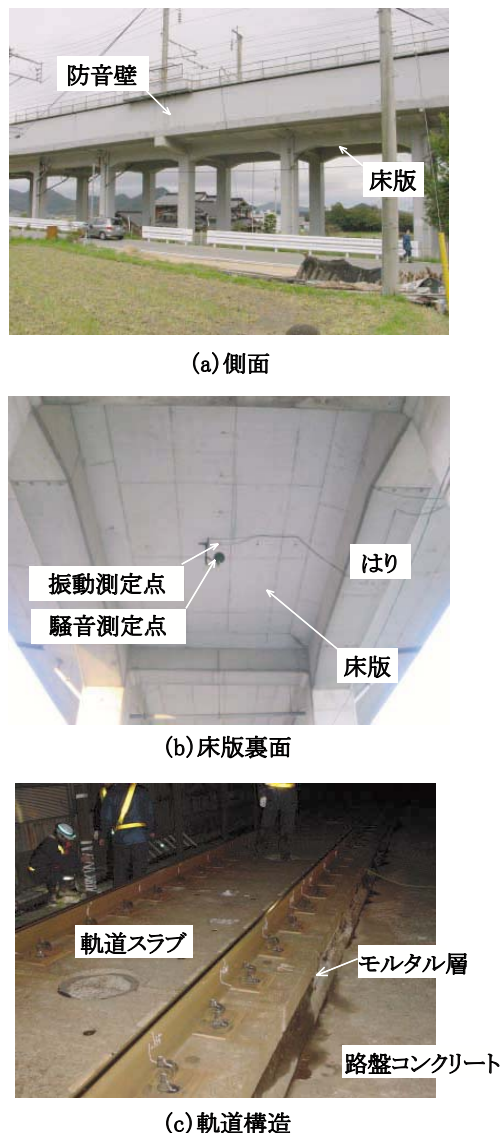 防音壁
床版
(a)側面
はり
振動測定点
騒音測定点
床版
(b)床版裏面
軌道スラブ
モルタル層
路盤コンクリート
(c)軌道構造